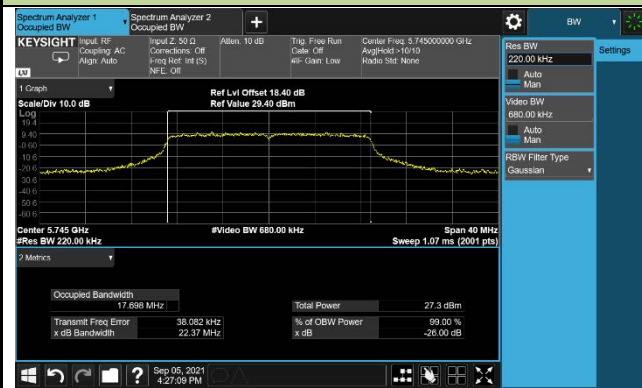 Spectrum Analyzer 1
Occupied BW
Spectrum Analyzer 2
Occupied BW
+
BW
KEYSIGHT
Input: RF
Coupling: AC
Align: Auto
Input Z: 50 Ω
Corrections: Off
Freq Ref: Int (S)
NFE: Off
Atten: 10 dB
Trig: Free Run
Gate: Off
#IF Gain: Low
Center Freq: 5.745000000 GHz
Avg|Hold:>10/10
Radio Std: None
LXI
1 Graph
Scale/Div 10.0 dB
Ref Lvl Offset 18.40 dB
Ref Value 29.40 dBm
Log
19.4
9.40
-0.60
-10.6
-20.6
-30.6
-40.6
-50.6
-60.6
Center 5.745 GHz
#Res BW 220.00 kHz
#Video BW 680.00 kHz
Span 40 MHz
Sweep 1.07 ms (2001 pts)
2 Metrics
Occupied Bandwidth
17.698 MHz
Total Power 27.3 dBm
Transmit Freq Error 38.082 kHz
% of OBW Power 99.00 %
x dB Bandwidth 22.37 MHz
x dB -26.00 dB
Res BW
220.00 kHz
Auto
Man
Video BW
680.00 kHz
Auto
Man
RBW Filter Type
Gaussian
Settings
?
Sep 05, 2021
4:27:09 PM